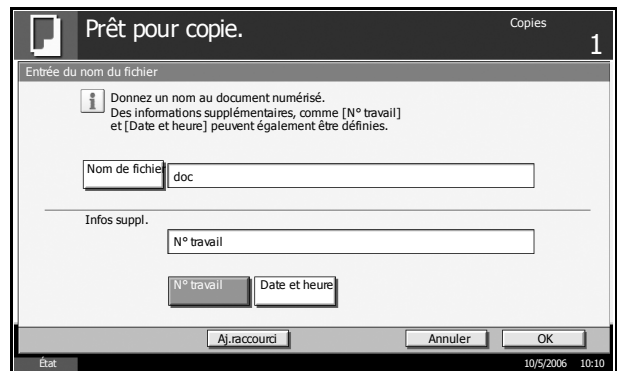 Prêt pour copie.
Copies
1
Entrée du nom du fichier
Donnez un nom au document numérisé.
Des informations supplémentaires, comme [N° travail]
et [Date et heure] peuvent également être définies.
Nom de fichier
doc
Infos suppl.
N° travail
N° travail
Date et heure
Aj.raccourci
Annuler
OK
État
10/5/2006 10:10